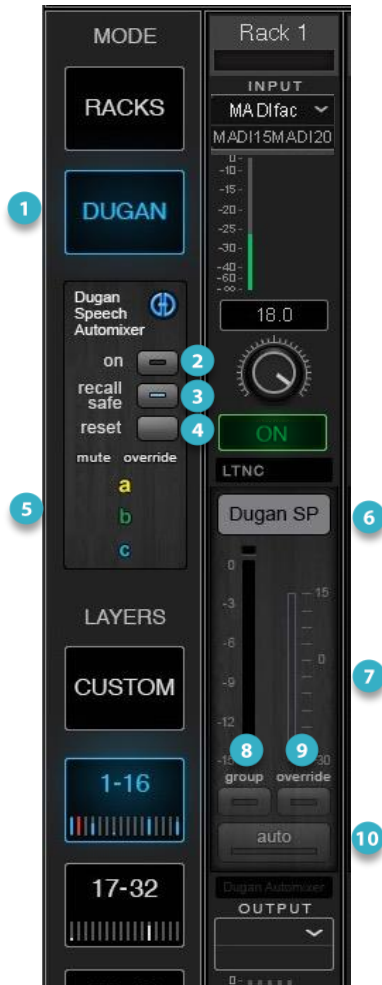 MODE
RACKS
1
DUGAN
Dugan
Speech
Automixer
on
2
recall
safe
3
reset
4
mute override
5
a
b
c
LAYERS
CUSTOM
1-16
17-32
Rack 1
INPUT
MADIfac
MADI15MADI20
0-
-10-
-15-
-20-
-25-
-30-
-40-
-60-
-∞-
18.0
ON
LTNC
Dugan SP
6
0
-3
-6
-9
-12
-15
15
0
-30
7
8
9
group override
auto
10
Dugan Automixer
OUTPUT
0-